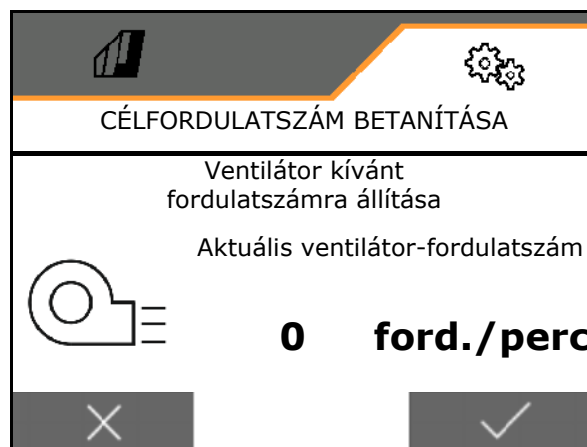 CÉLFORDULATSZÁM BETANÍTÁSA
Ventilátor kívánt
fordulatszámra állítása
Aktuális ventilátor-fordulatszám
0 ford./perc